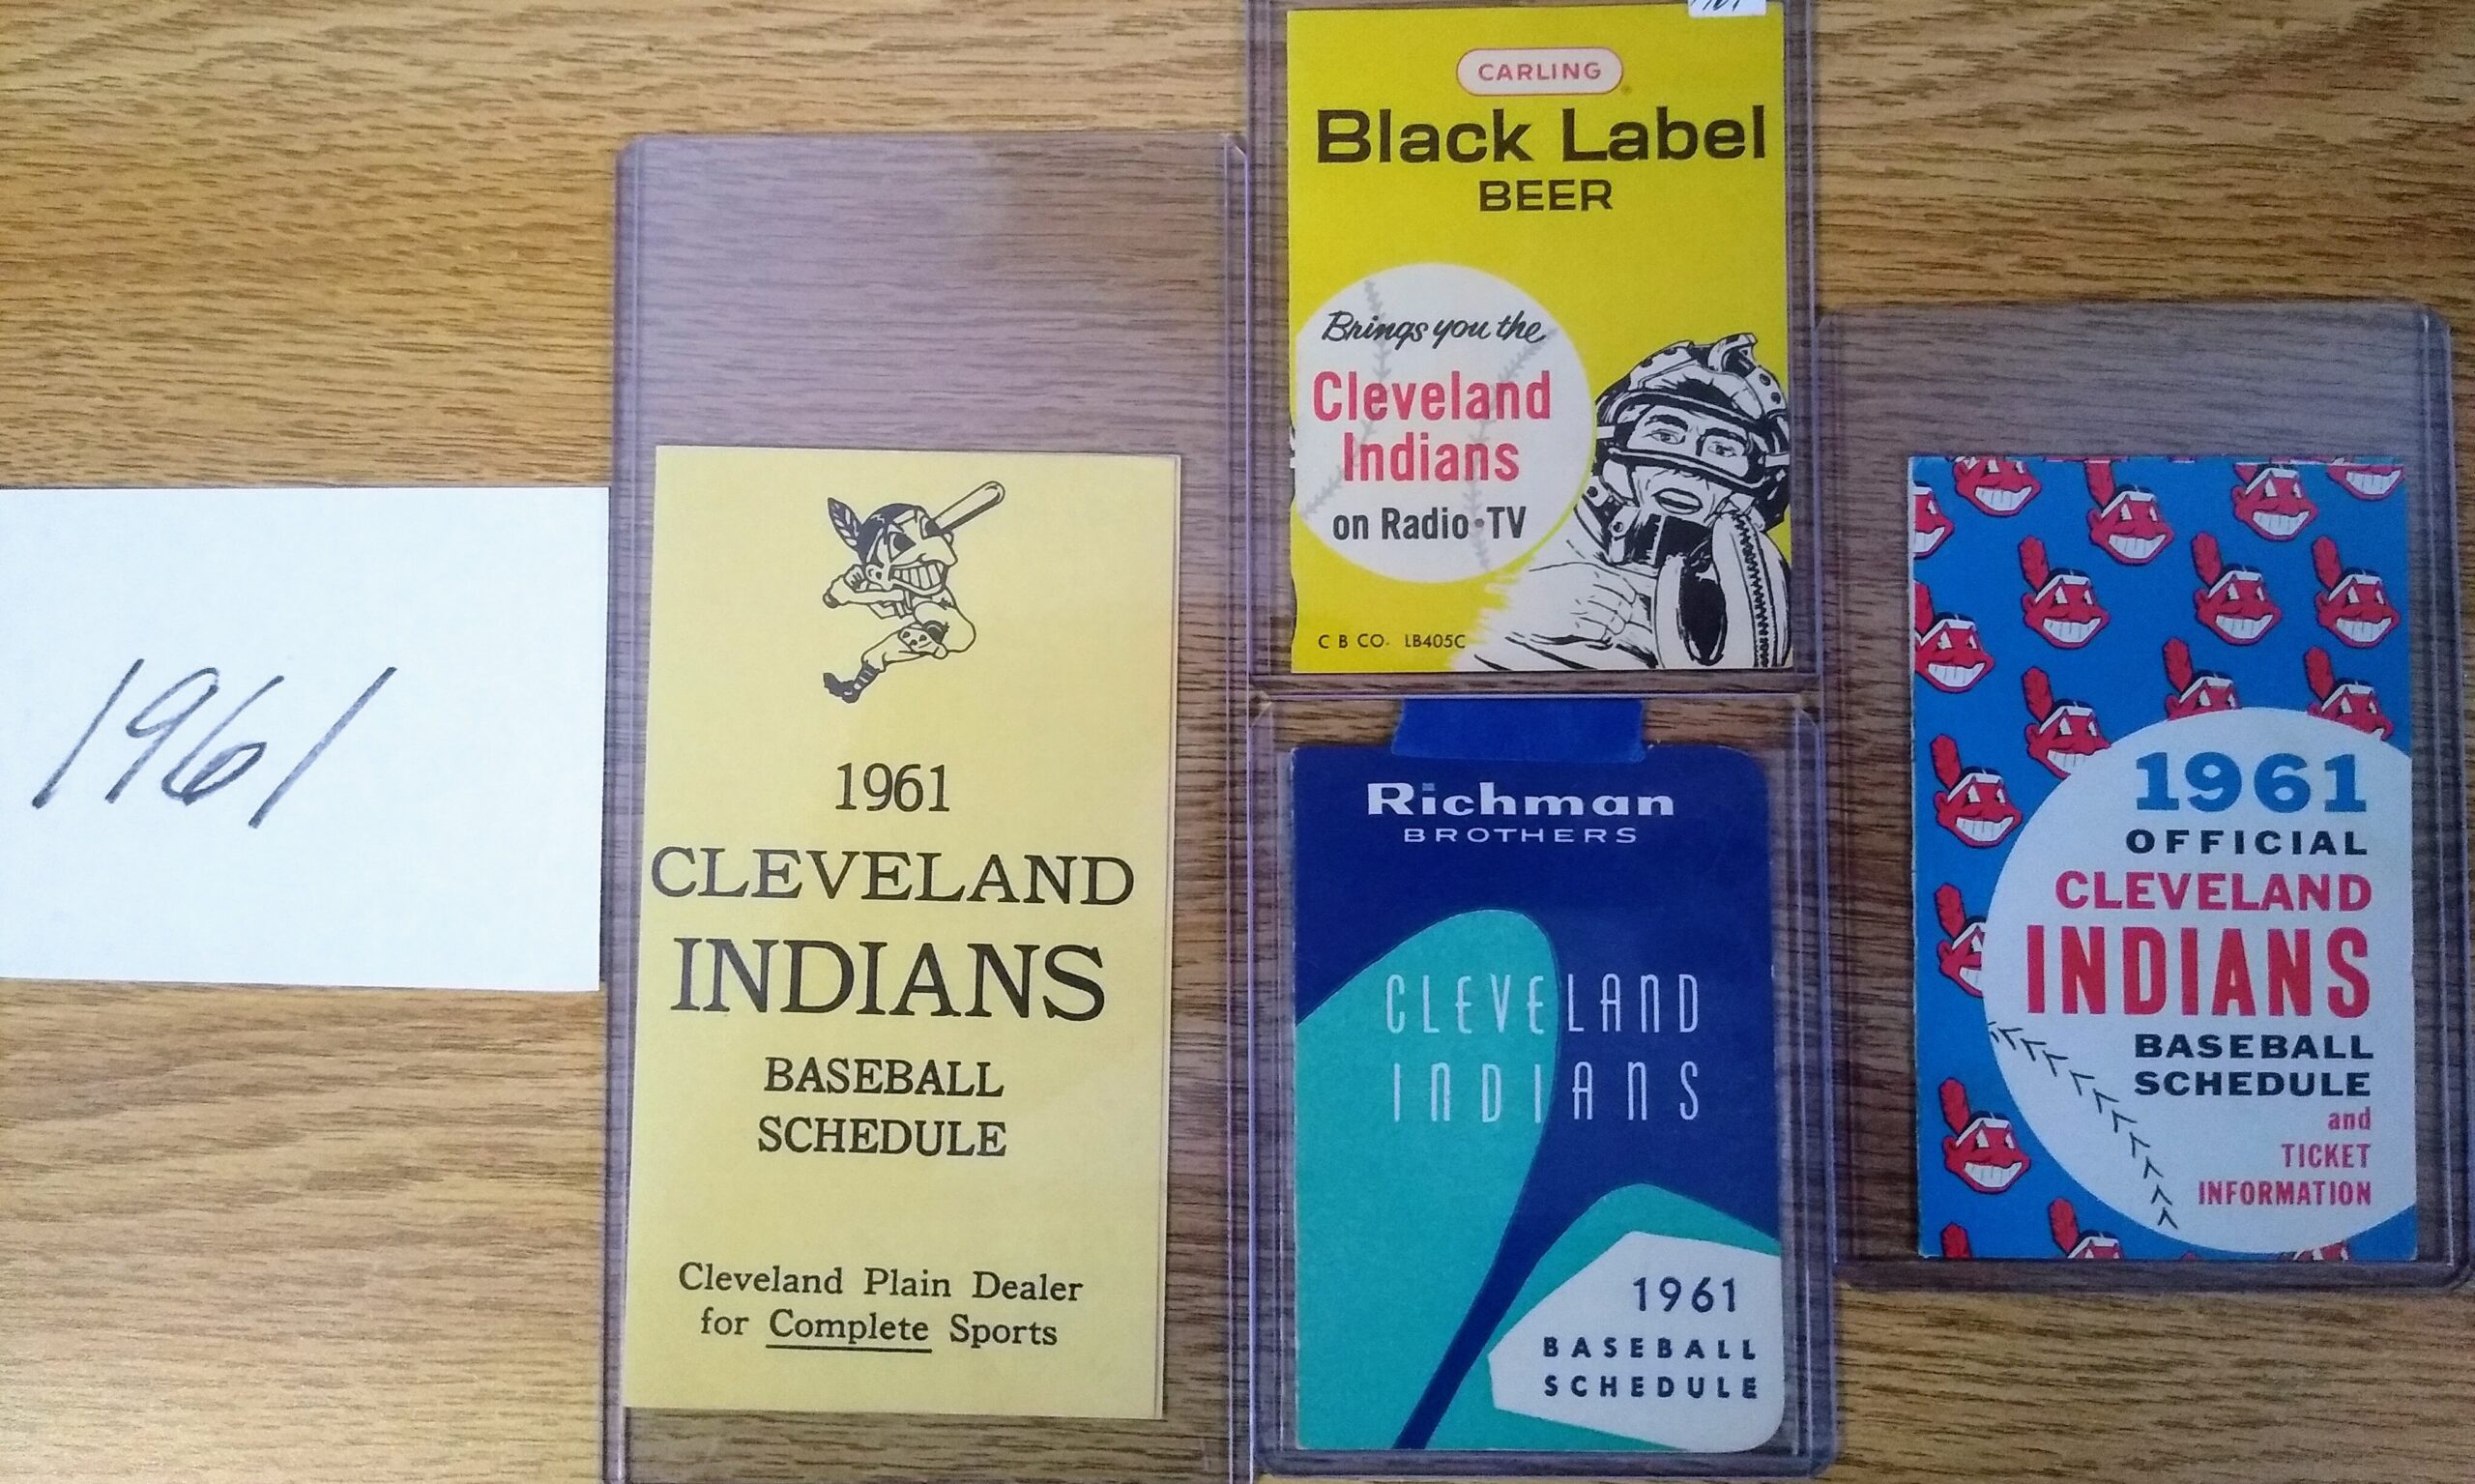 1961
1961
CLEVELAND
INDIANS
BASEBALL
SCHEDULE
Cleveland Plain Dealer
for Complete Sports
CARLING
Black Label
BEER
Brings you the
Cleveland
Indians
on Radio·TV
C B CO. LB405C
Richman
BROTHERS
CLEVELAND
INDIANS
1961
BASEBALL
SCHEDULE
1961
OFFICIAL
CLEVELAND
INDIANS
BASEBALL
SCHEDULE
and
TICKET
INFORMATION